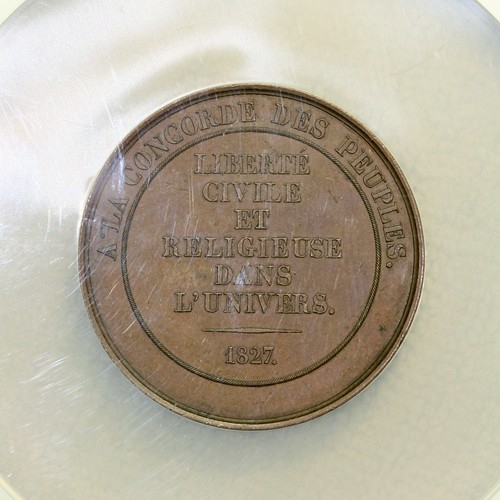 A LA CONCORDE DES PEUPLES.
LIBERTÉ
CIVILE
ET
RELIGIEUSE
DANS
L'UNIVERS.
1827.